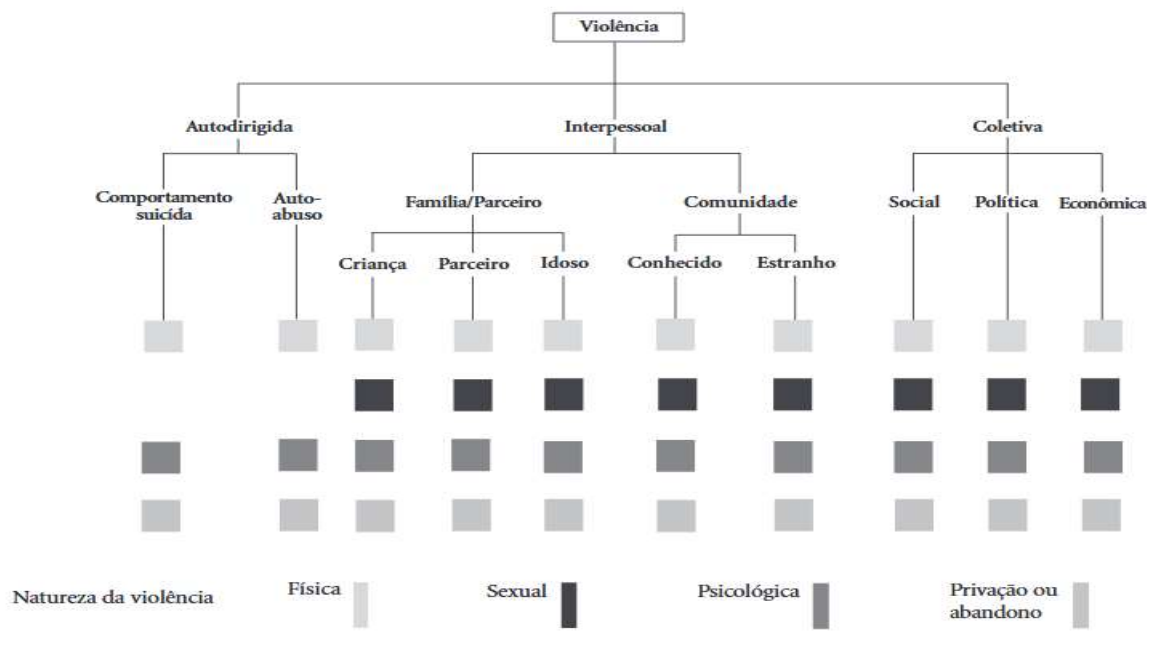 Violência
Autodirigida
Interpessoal
Coletiva
Comportamento
suicída
Auto-
abuso
Família/Parceiro
Comunidade
Social
Política
Econômica
Criança
Parceiro
Idoso
Conhecido
Estranho
Natureza da violência
Física
Sexual
Psicológica
Privação ou
abandono